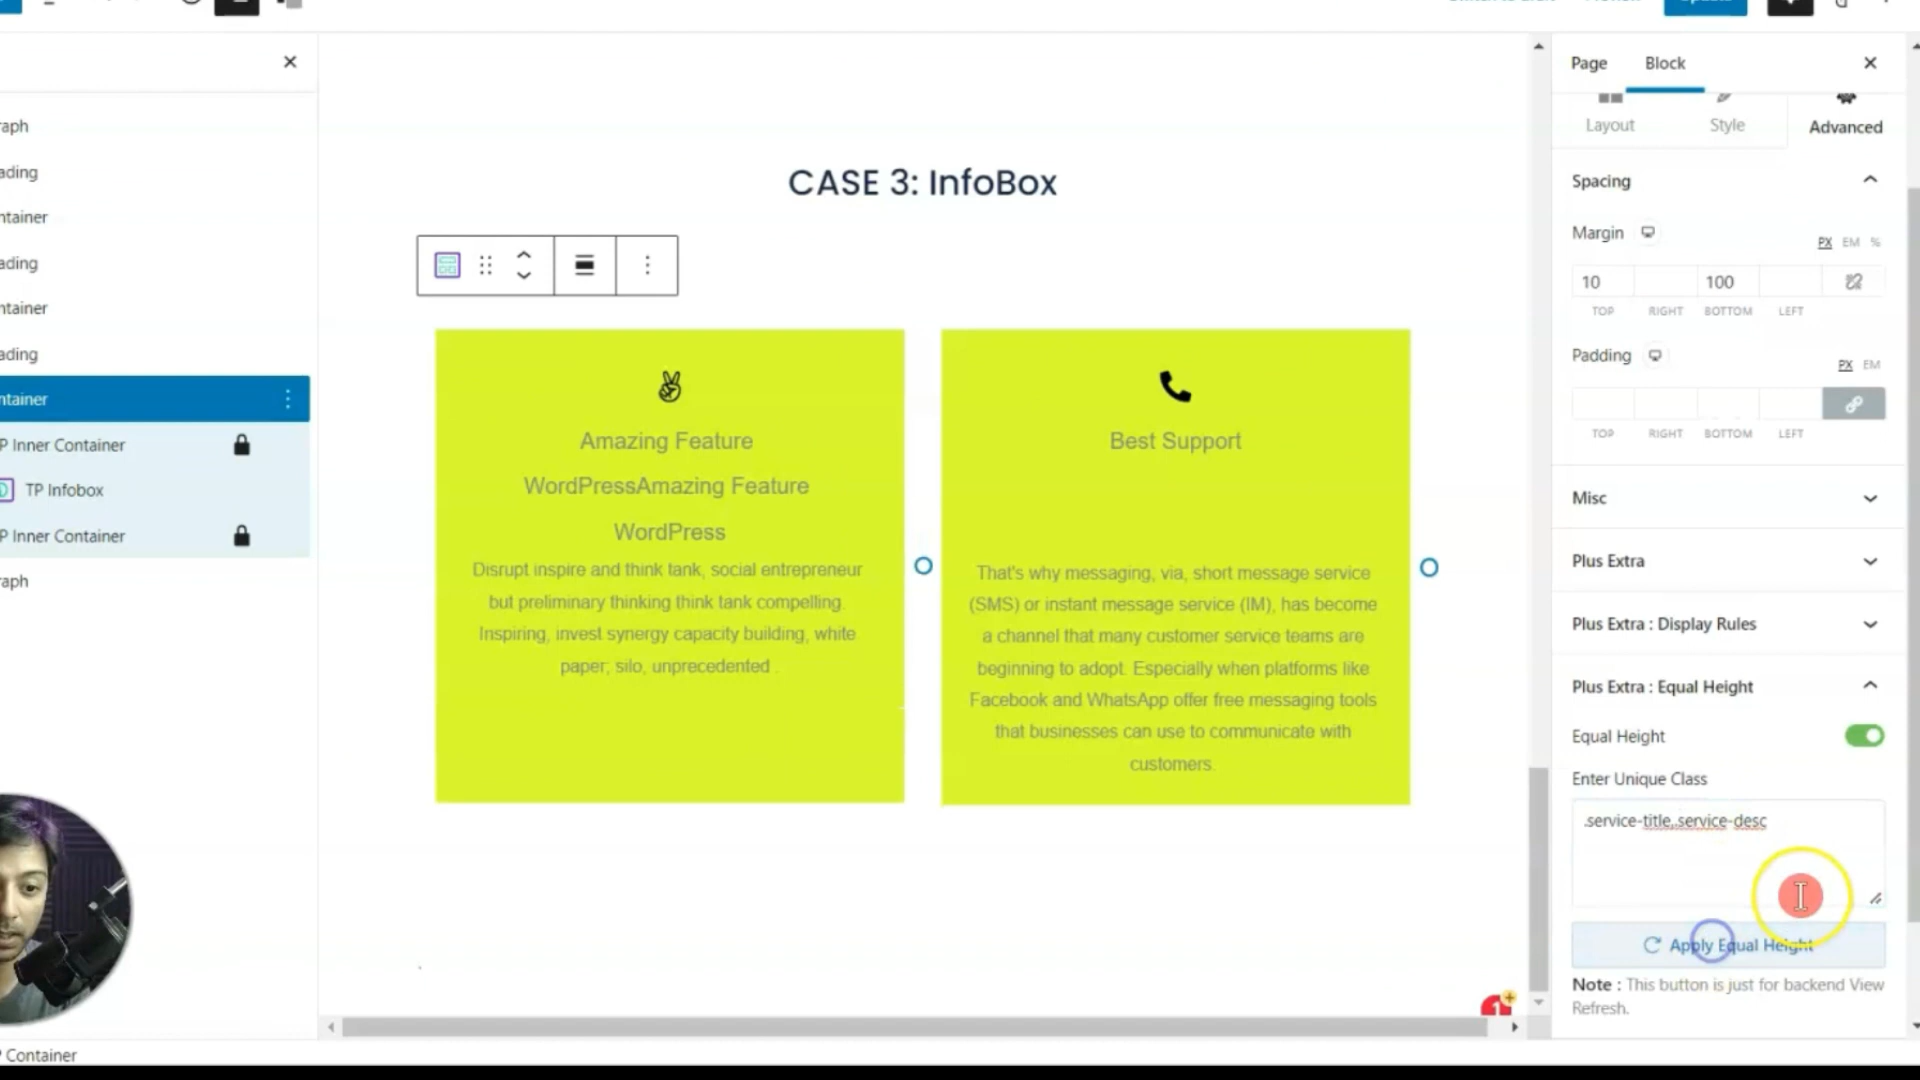 raph
ading
ntainer
ading
ntainer
ading
ntainer
P Inner Container
TP Infobox
P Inner Container
raph
P Container
CASE 3: InfoBox
Amazing Feature
WordPressAmazing Feature
WordPress
Disrupt inspire and think tank, social entrepreneur
but preliminary thinking think tank compelling.
Inspiring, invest synergy capacity building, white
paper; silo, unprecedented .
Best Support
That's why messaging, via, short message service
(SMS) or instant message service (IM), has become
a channel that many customer service teams are
beginning to adopt. Especially when platforms like
Facebook and WhatsApp offer free messaging tools
that businesses can use to communicate with
customers.
Page Block
Layout Style Advanced
Spacing
Margin
PX EM %
10 100
TOP RIGHT BOTTOM LEFT
Padding
PX EM
TOP RIGHT BOTTOM LEFT
Misc
Plus Extra
Plus Extra : Display Rules
Plus Extra : Equal Height
Equal Height
Enter Unique Class
.service-title,.service-desc
Apply Equal Height
Note : This button is just for backend View
Refresh.